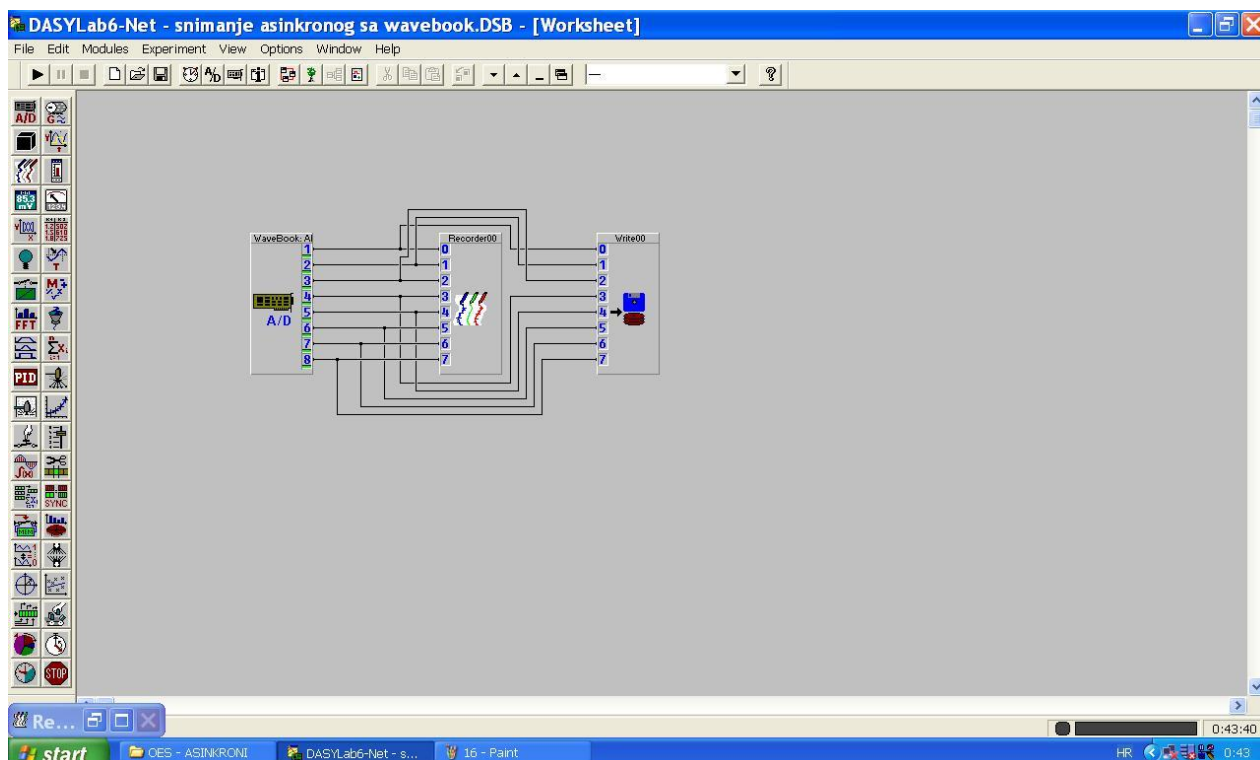 DASYLab6-Net - snimanje asinkronog sa wavebook.DSB - [Worksheet]
File Edit Modules Experiment View Options Window Help
A/D
G
85.3
mV
T
FFT
PID
SYNC
STOP
WaveBook: AI
1
2
3
4
5
6
7
8
A/D
Recorder00
0
1
2
3
4
5
6
7
Write00
0
1
2
3
4
5
6
7
Re...
0:43:40
start
OES - ASINKRONI
DASYLab6-Net - s...
16 - Paint
HR
0:43